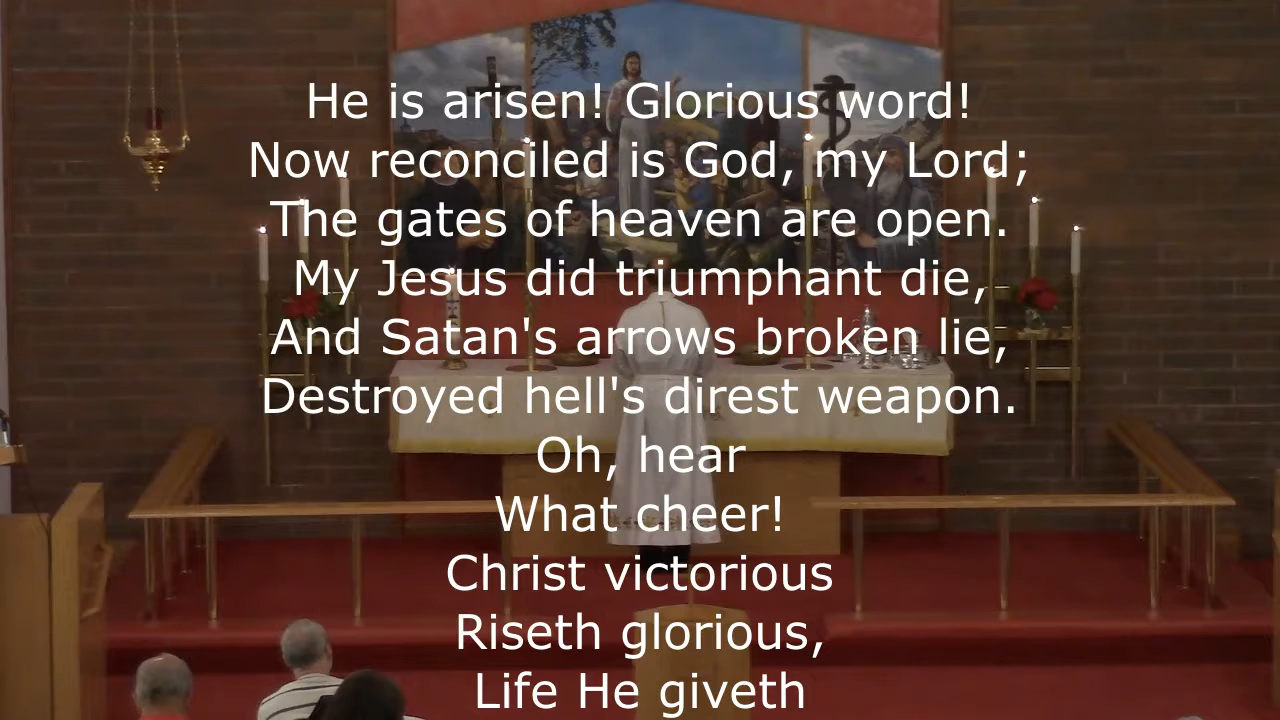 He is arisen! Glorious word!
Now reconciled is God, my Lord;
The gates of heaven are open.
My Jesus did triumphant die,
And Satan's arrows broken lie,
Destroyed hell's direst weapon.
Oh, hear
What cheer!
Christ victorious
Riseth glorious,
Life He giveth